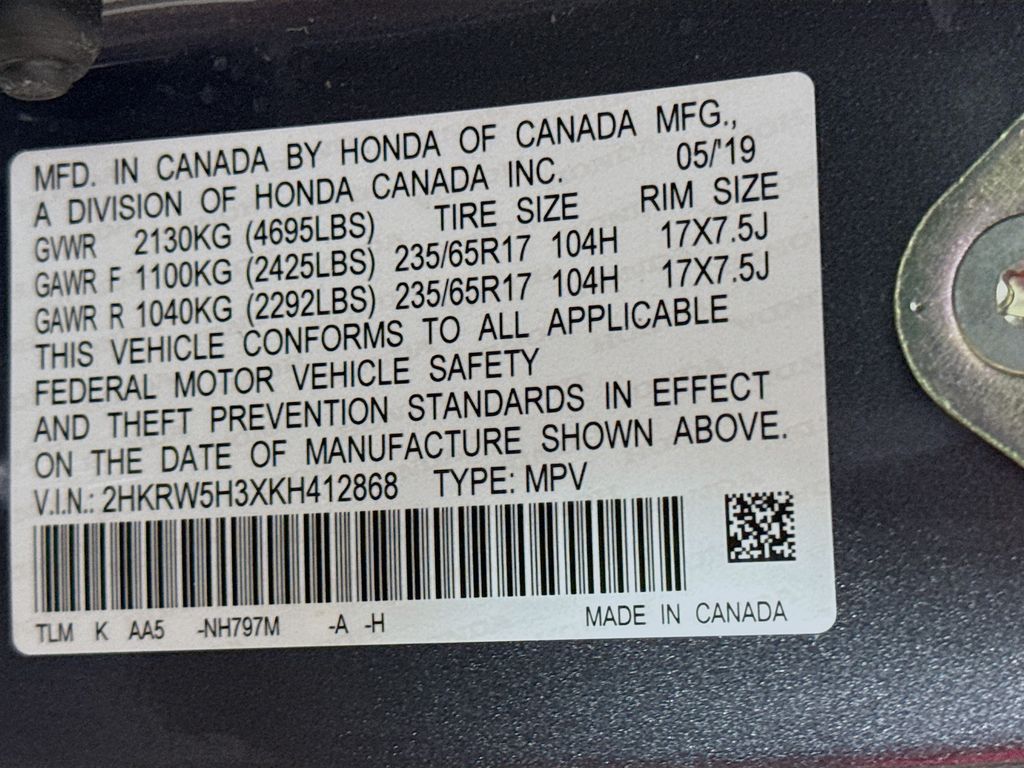 MFD. IN CANADA BY HONDA OF CANADA MFG.,
A DIVISION OF HONDA CANADA INC. 05/'19
GVWR 2130KG (4695LBS) TIRE SIZE RIM SIZE
GAWR F 1100KG (2425LBS) 235/65R17 104H 17X7.5J
GAWR R 1040KG (2292LBS) 235/65R17 104H 17X7.5J
THIS VEHICLE CONFORMS TO ALL APPLICABLE
FEDERAL MOTOR VEHICLE SAFETY
AND THEFT PREVENTION STANDARDS IN EFFECT
ON THE DATE OF MANUFACTURE SHOWN ABOVE.
V.I.N.: 2HKRW5H3XKH412868 TYPE: MPV
TLM K AA5 -NH797M -A -H MADE IN CANADA